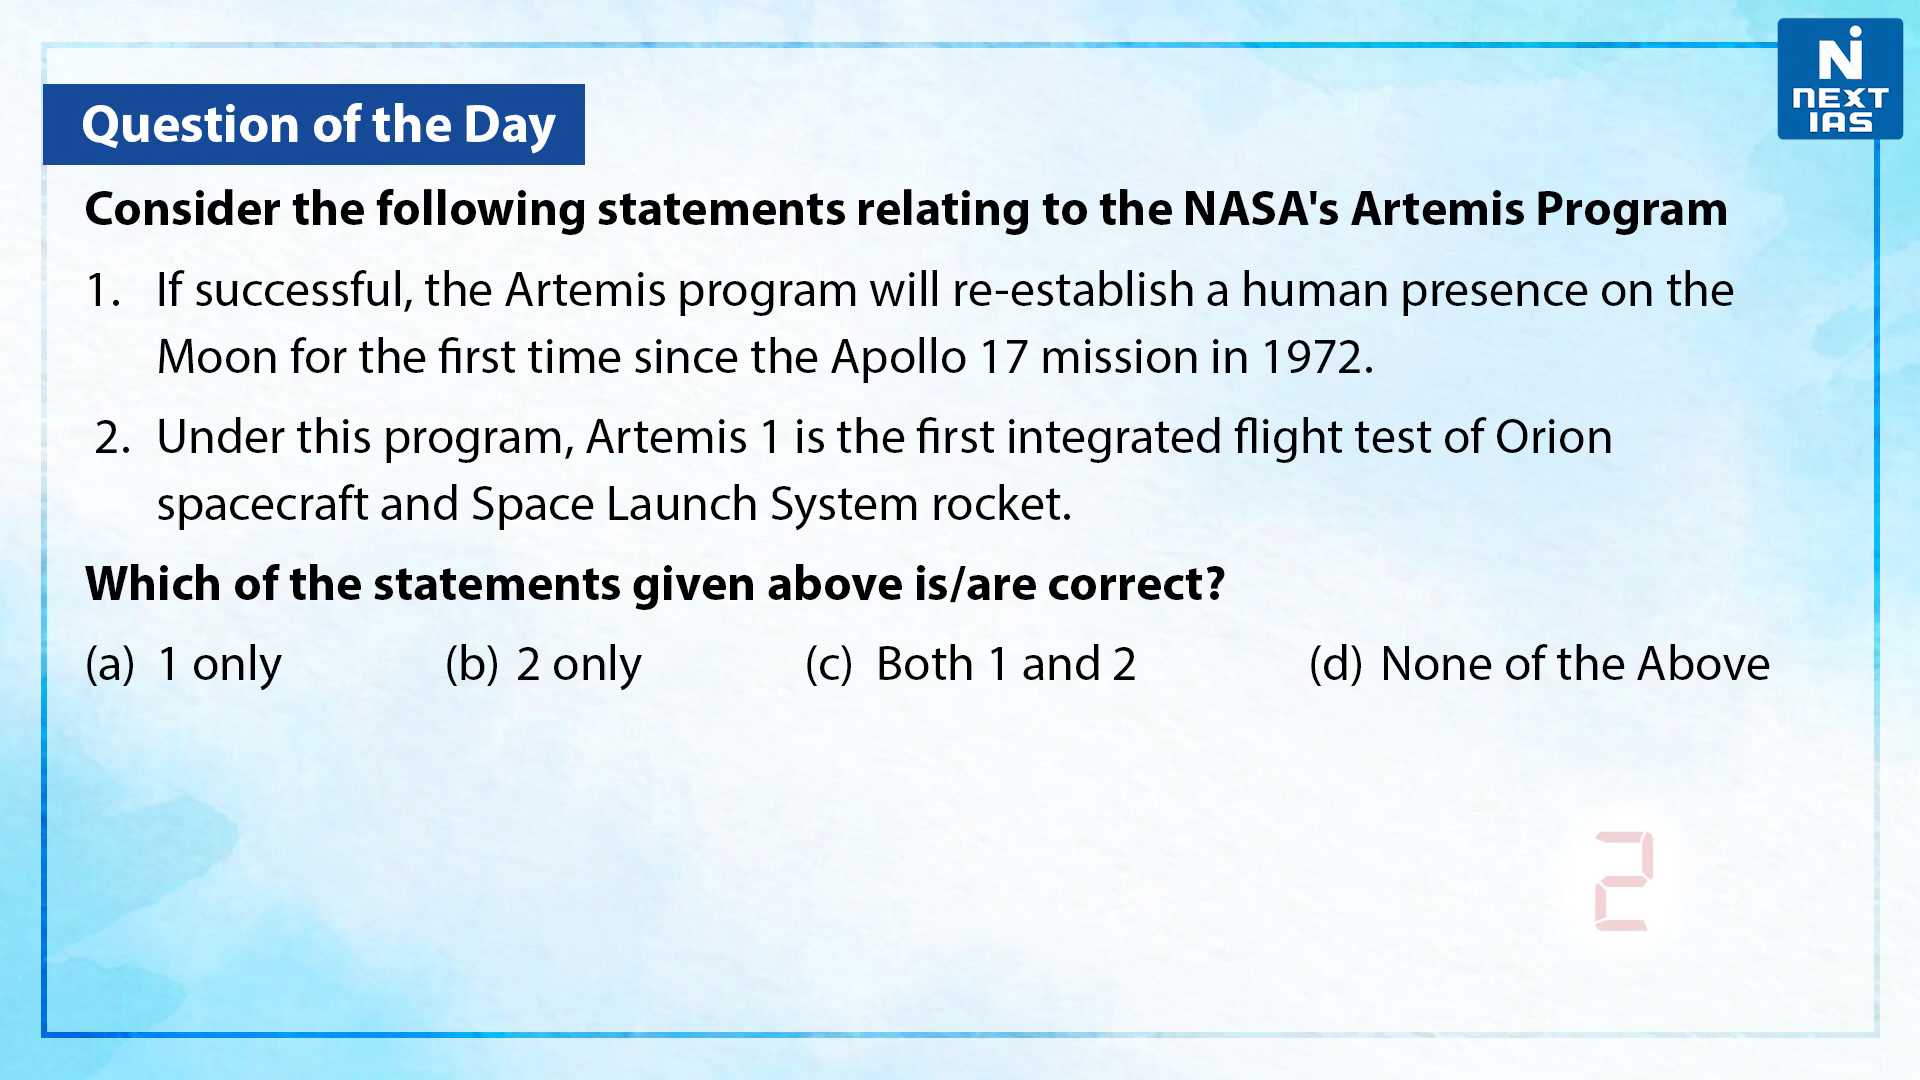 NEXT
IAS
Question of the Day
Consider the following statements relating to the NASA's Artemis Program
1. If successful, the Artemis program will re-establish a human presence on the
Moon for the first time since the Apollo 17 mission in 1972.
2. Under this program, Artemis 1 is the first integrated flight test of Orion
spacecraft and Space Launch System rocket.
Which of the statements given above is/are correct?
(a) 1 only (b) 2 only (c) Both 1 and 2 (d) None of the Above
2